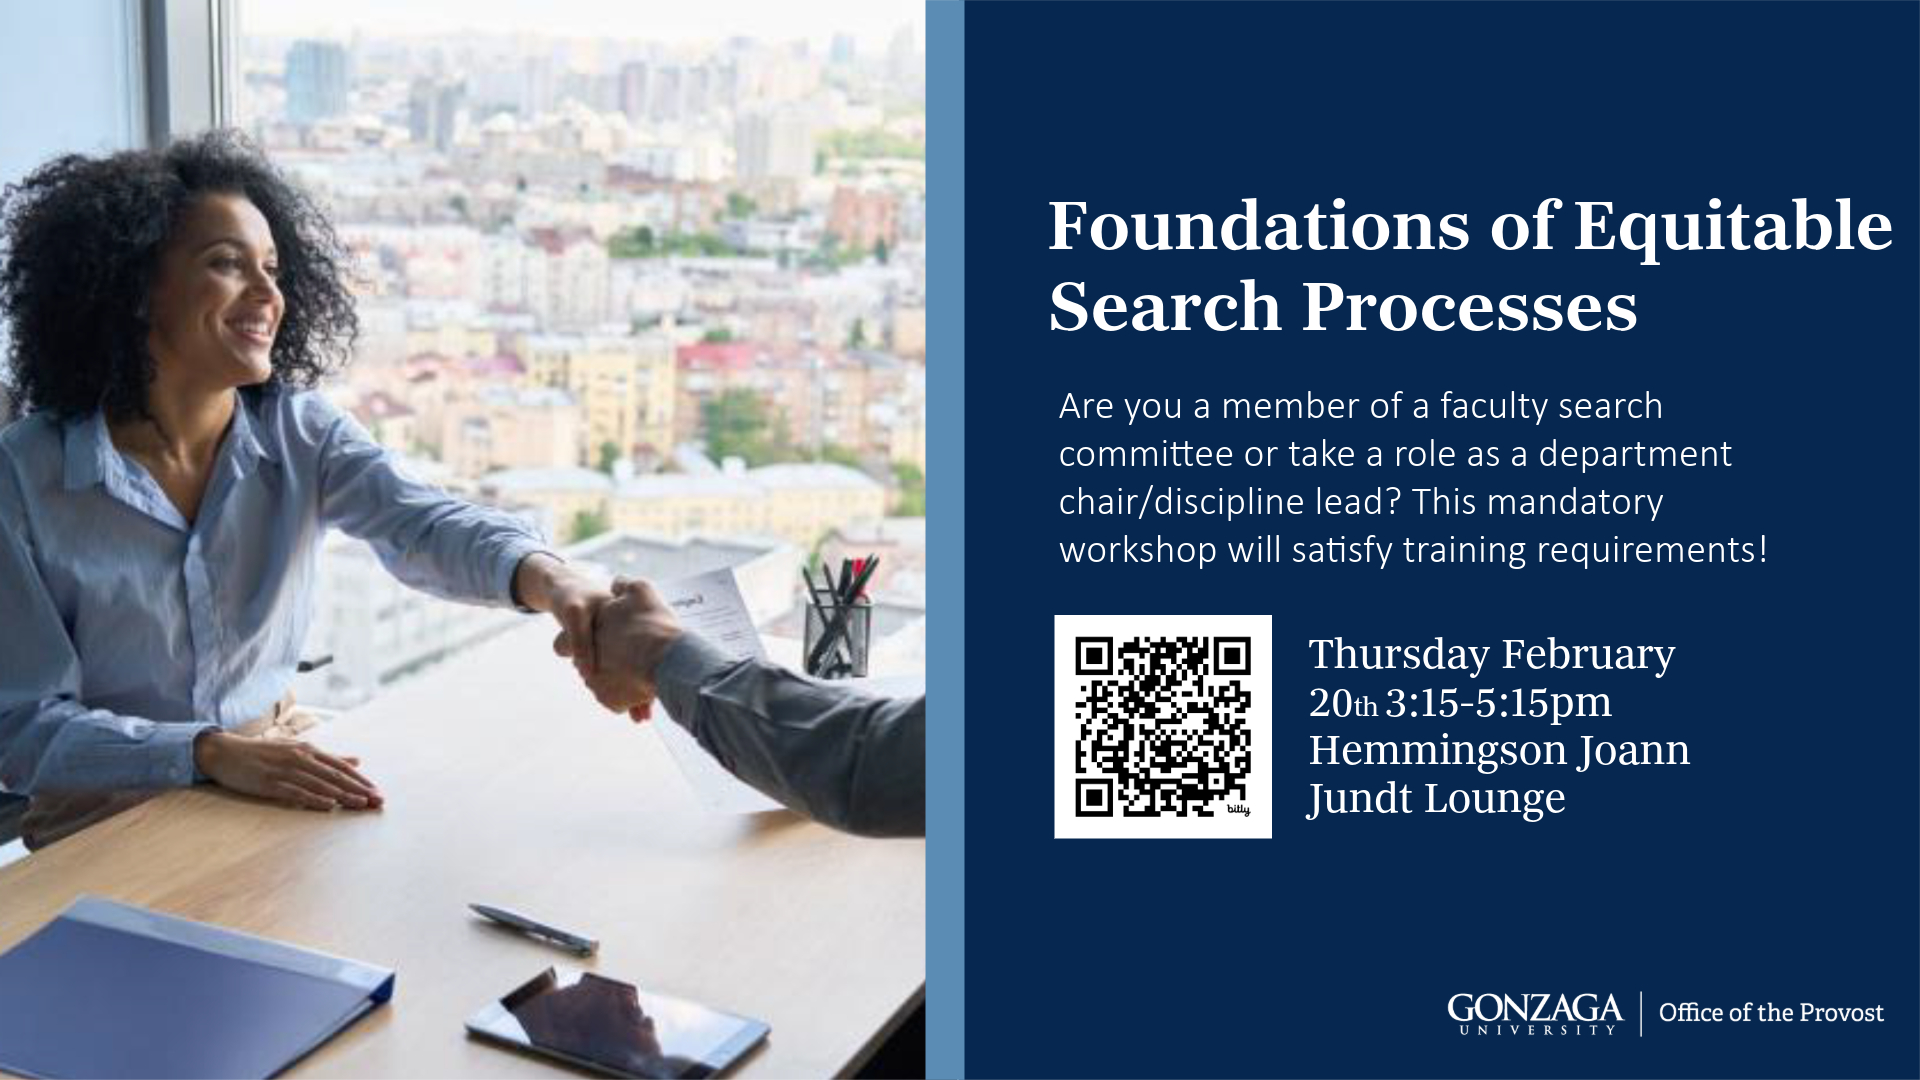 Foundations of Equitable
Search Processes
Are you a member of a faculty search
committee or take a role as a department
chair/discipline lead? This mandatory
workshop will satisfy training requirements!
Thursday February
20th 3:15-5:15pm
Hemmingson Joann
Jundt Lounge
bitly
GONZAGA
UNIVERSITY
Office of the Provost